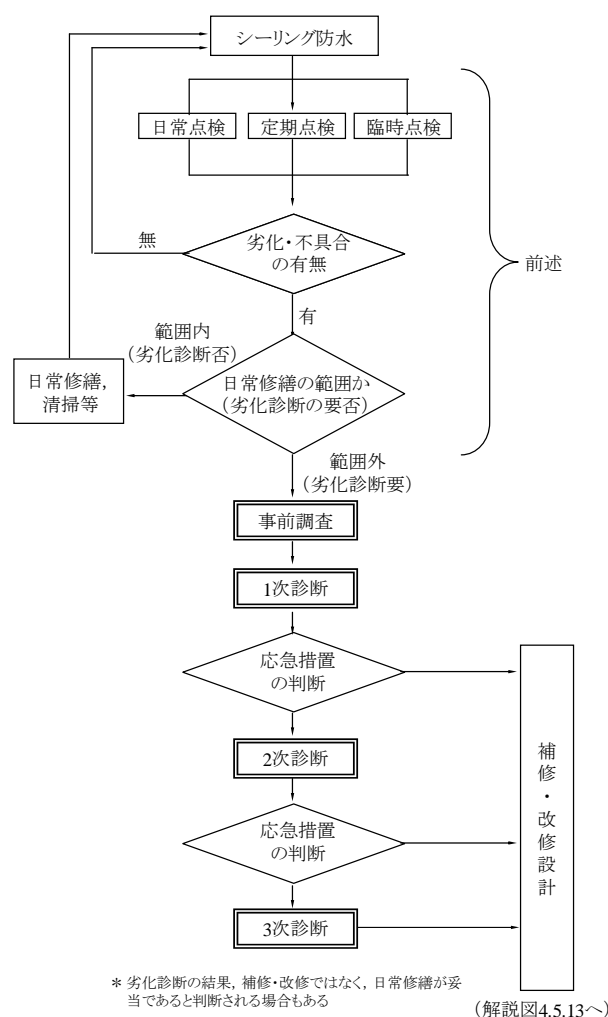 シーリング防水
日常点検
定期点検
臨時点検
劣化・不具合
の有無
無
前述
有
範囲内
（劣化診断否）
日常修繕の範囲か
（劣化診断の要否）
日常修繕，
清掃等
範囲外
（劣化診断要）
事前調査
1次診断
応急措置
の判断
2次診断
応急措置
の判断
3次診断
補修・改修設計
＊ 劣化診断の結果，補修・改修ではなく，日常修繕が妥
当であると判断される場合もある
（解説図4.5.13へ）